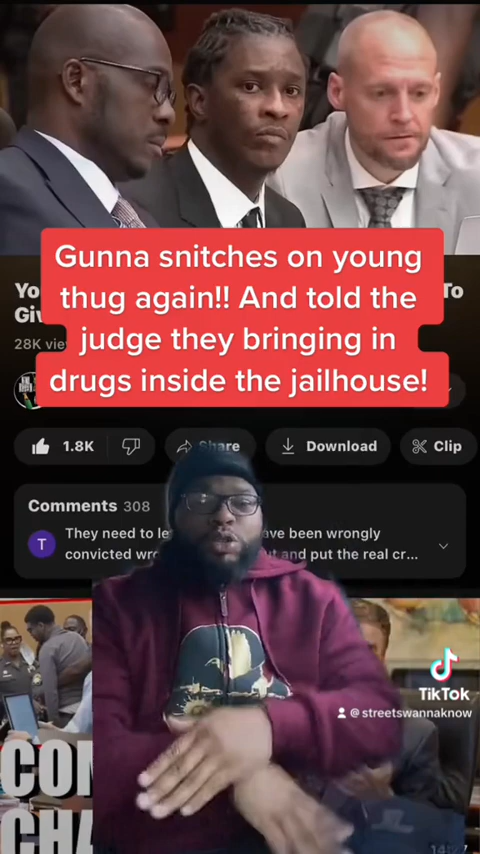 Gunna snitches on young
thug again!! And told the
judge they bringing in
drugs inside the jailhouse!
To
28K
1.8K
Share
Download
Clip
Comments 308
T
They need to
have been wrongly
convicted
and put the real cr...
TikTok
@streetswannaknow